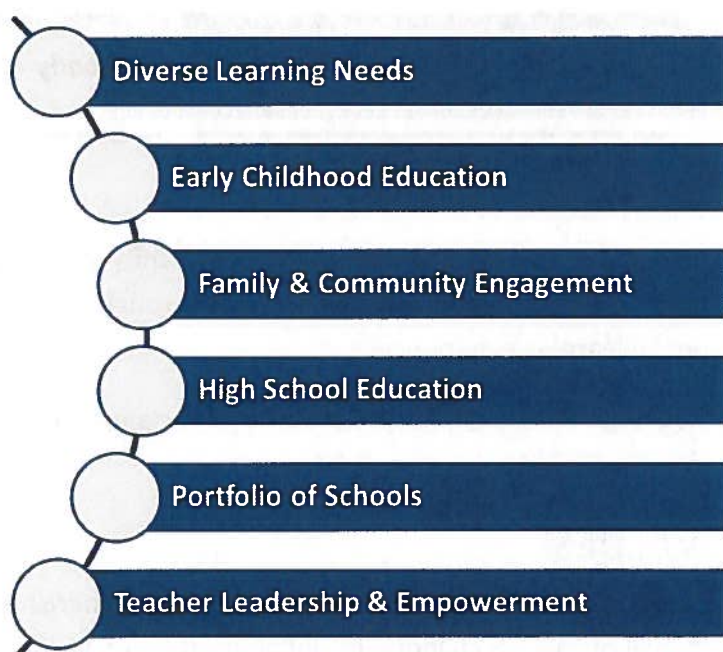 Diverse Learning Needs
Early Childhood Education
Family & Community Engagement
High School Education
Portfolio of Schools
Teacher Leadership & Empowerment